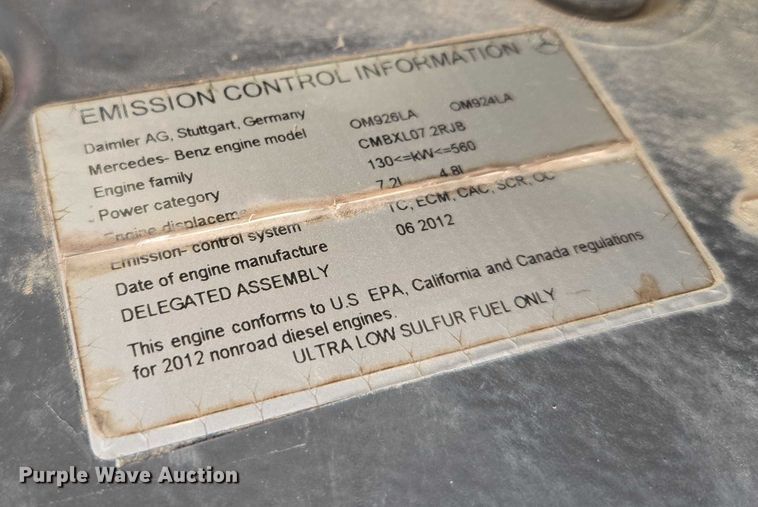 EMISSION CONTROL INFORMATION
Daimler AG, Stuttgart, Germany
Mercedes- Benz engine model OM926LA OM924LA
Engine family CMBXL07.2RJB
Power category 130<=kW<=560
Engine displacement 7.2l 4.8l
Emission- control system TC, ECM, CAC, SCR, OC
Date of engine manufacture 06 2012
DELEGATED ASSEMBLY
This engine conforms to U.S EPA, California and Canada regulations
for 2012 nonroad diesel engines.
ULTRA LOW SULFUR FUEL ONLY
Purple Wave Auction